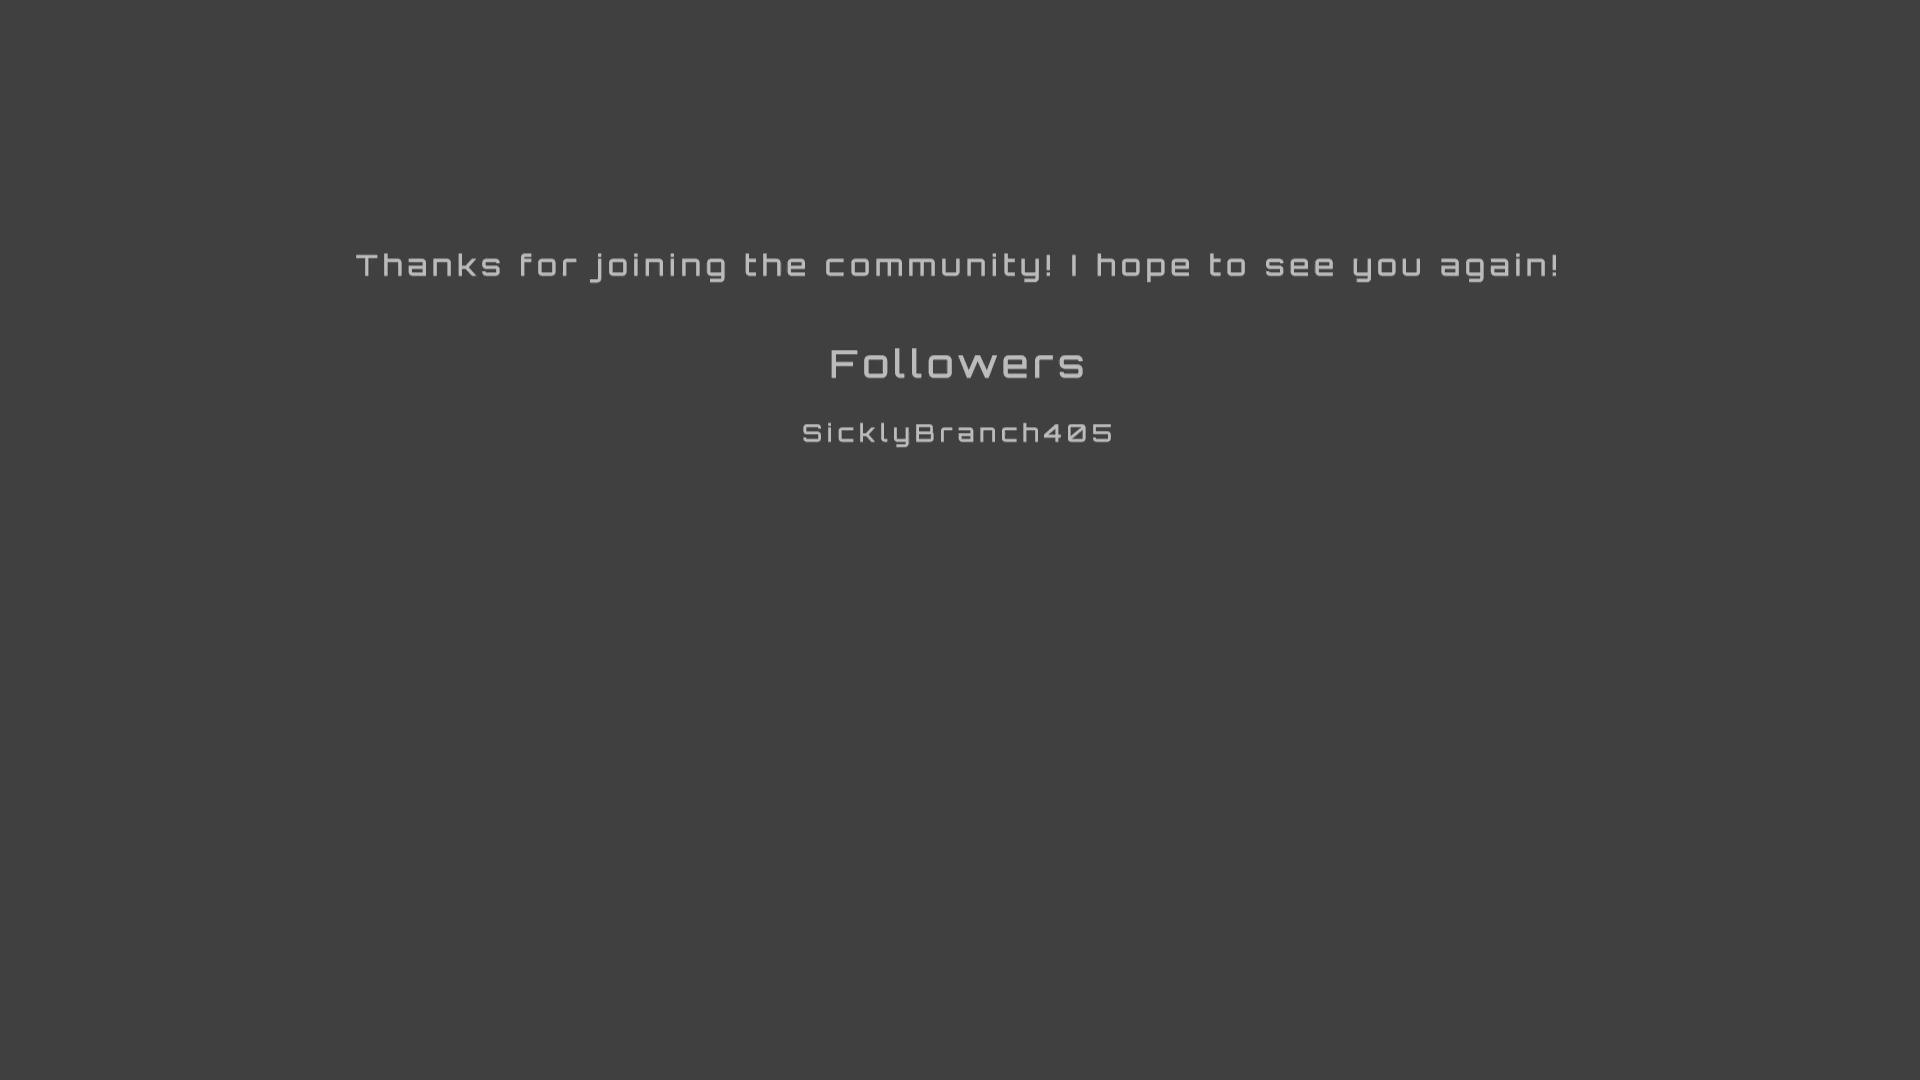 Thanks for joining the community! I hope to see you again!
Followers
SicklyBranch405